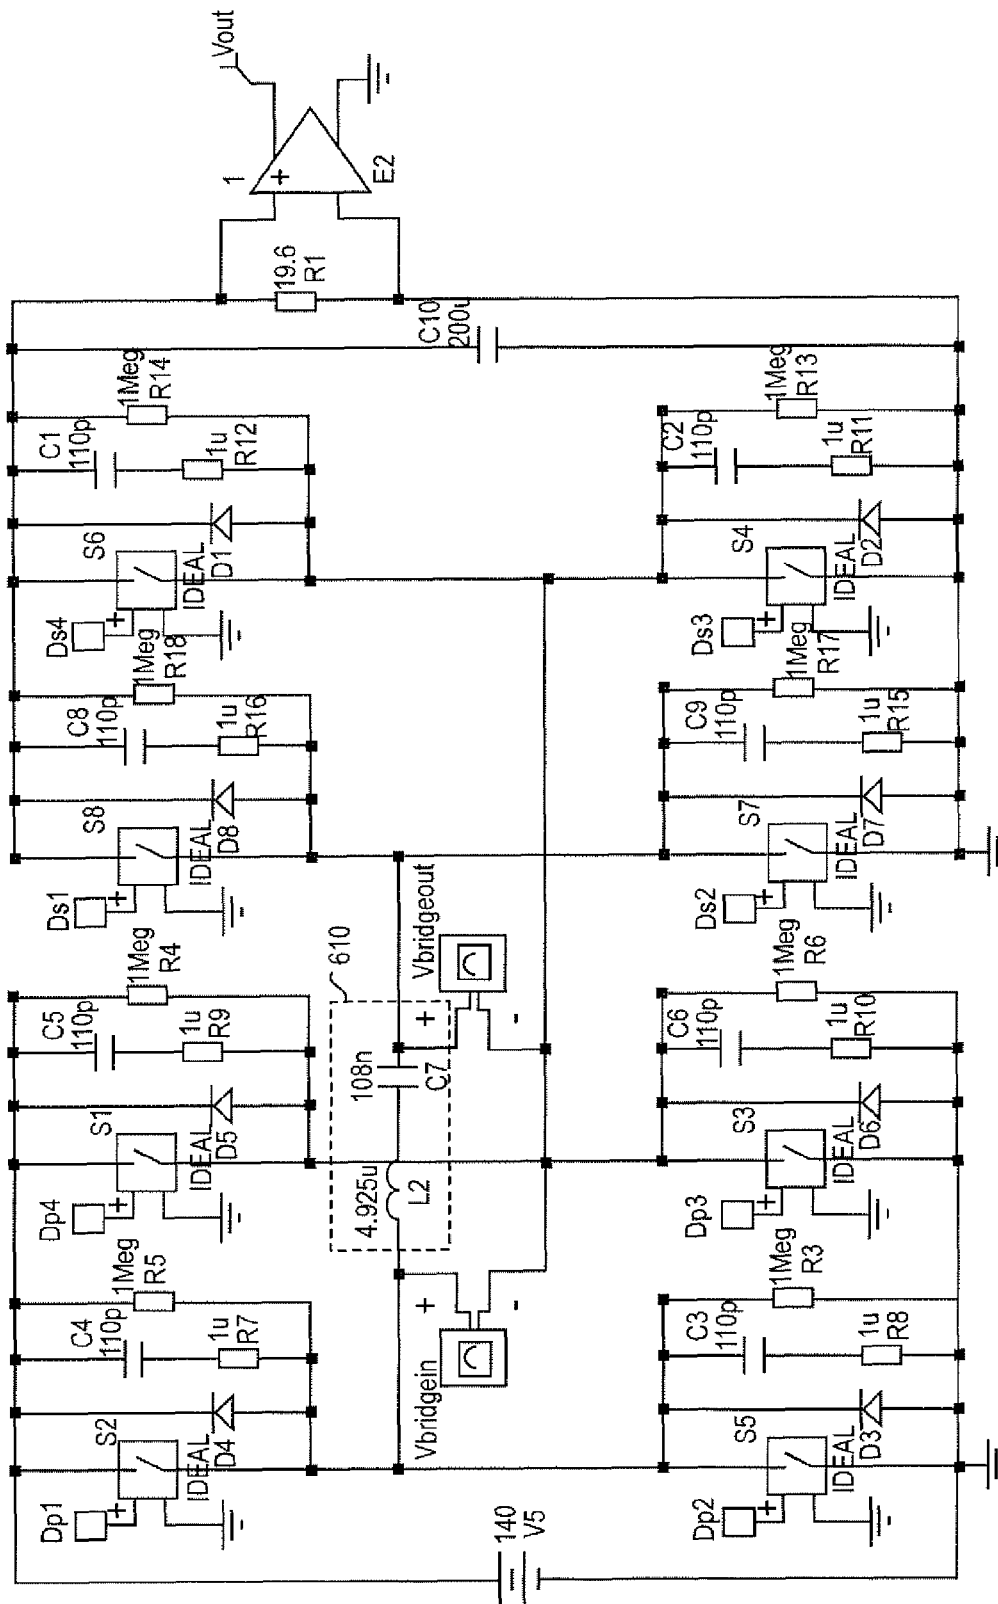 Vout
1
+
E2
19.6
R1
C10
200u
1Meg
R14
C1
110p
1u
R12
S6
IDEAL
D1
Ds4
+
1Meg
R18
C8
110p
1u
R16
S8
IDEAL
D8
Ds1
+
1Meg
R4
C5
110p
1u
R9
S1
IDEAL
D5
Dp4
+
1Meg
R5
C4
110p
1u
R7
S2
IDEAL
D4
Dp1
+
610
108n
C7
4.925u
L2
Vbridgeout
+
-
Vbridgein
+
-
140
V5
1Meg
R13
C2
110p
1u
R11
S4
IDEAL
D2
Ds3
+
1Meg
R17
C9
110p
1u
R15
S7
IDEAL
D7
Ds2
+
1Meg
R6
C6
110p
1u
R10
S3
IDEAL
D6
Dp3
+
1Meg
R3
C3
110p
1u
R8
S5
IDEAL
D3
Dp2
+